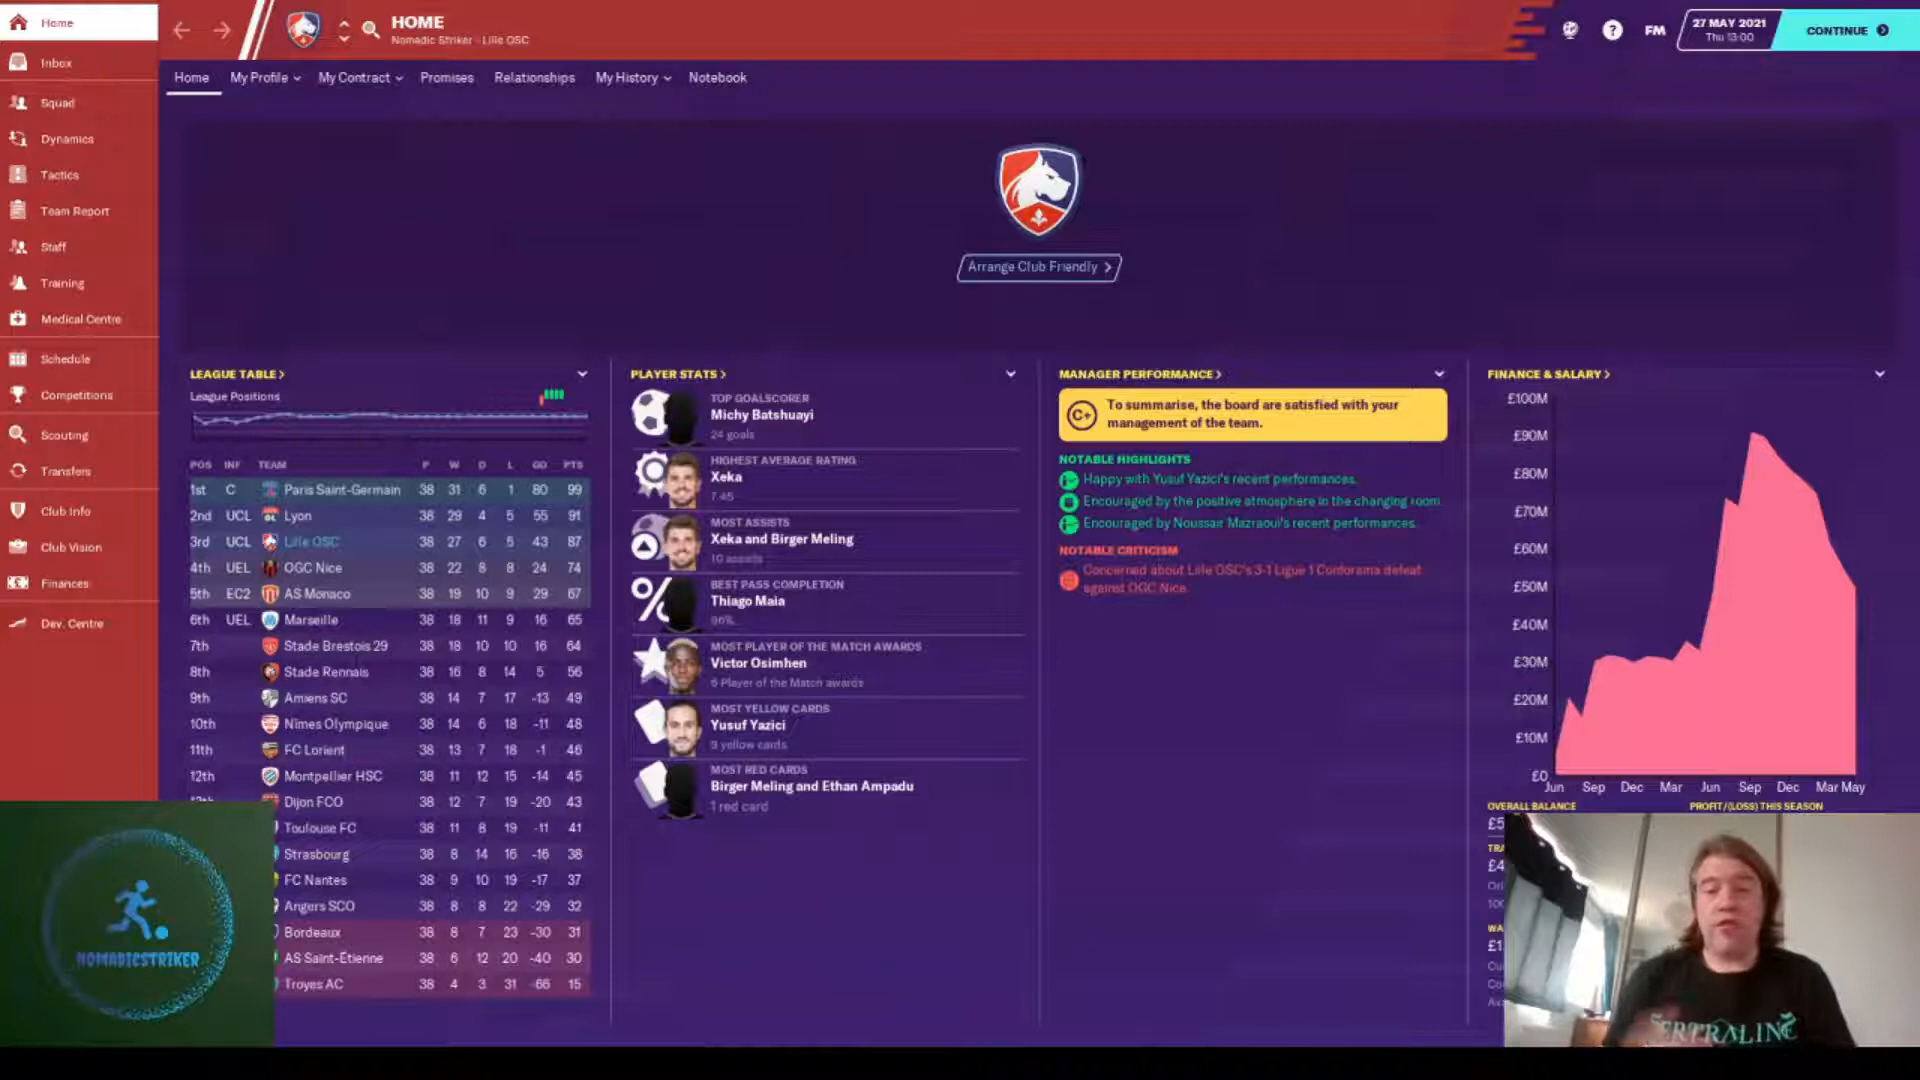 Home
Inbox
Squad
Dynamics
Tactics
Team Report
Staff
Training
Medical Centre
Schedule
Competitions
Scouting
Transfers
Club Info
Club Vision
Finances
Dev. Centre
HOME
Nomadic Striker - Lille OSC
FM
27 MAY 2021
Thu 13:00
CONTINUE
Home My Profile My Contract Promises Relationships My History Notebook
Arrange Club Friendly >
LEAGUE TABLE >
League Positions
POS INF TEAM P W D L GD PTS
1st C Paris Saint-Germain 38 31 6 1 80 99
2nd UCL Lyon 38 29 4 5 55 91
3rd UCL Lille OSC 38 27 6 5 43 87
4th UEL OGC Nice 38 22 8 8 24 74
5th EC2 AS Monaco 38 19 10 9 29 67
6th UEL Marseille 38 18 11 9 16 65
7th Stade Brestois 29 38 18 10 10 16 64
8th Stade Rennais 38 16 8 14 5 56
9th Amiens SC 38 14 7 17 -13 49
10th Nîmes Olympique 38 14 6 18 -11 48
11th FC Lorient 38 13 7 18 -1 46
12th Montpellier HSC 38 11 12 15 -14 45
13th Dijon FCO 38 12 7 19 -20 43
Toulouse FC 38 11 8 19 -11 41
Strasbourg 38 8 14 16 -16 38
FC Nantes 38 9 10 19 -17 37
Angers SCO 38 8 8 22 -29 32
Bordeaux 38 8 7 23 -30 31
AS Saint-Étienne 38 6 12 20 -40 30
Troyes AC 38 4 3 31 -66 15
PLAYER STATS >
TOP GOALSCORER
Michy Batshuayi
24 goals
HIGHEST AVERAGE RATING
Xeka
7.45
MOST ASSISTS
Xeka and Birger Meling
10 assists
BEST PASS COMPLETION
Thiago Maia
96%
MOST PLAYER OF THE MATCH AWARDS
Victor Osimhen
6 Player of the Match awards
MOST YELLOW CARDS
Yusuf Yazici
9 yellow cards
MOST RED CARDS
Birger Meling and Ethan Ampadu
1 red card
MANAGER PERFORMANCE >
C+
To summarise, the board are satisfied with your
management of the team.
NOTABLE HIGHLIGHTS
Happy with Yusuf Yazici's recent performances.
Encouraged by the positive atmosphere in the changing room
Encouraged by Noussair Mazraoui's recent performances.
NOTABLE CRITICISM
Concerned about Lille OSC's 3-1 Ligue 1 Conforama defeat
against OGC Nice.
FINANCE & SALARY >
£100M
£90M
£80M
£70M
£60M
£50M
£40M
£30M
£20M
£10M
£0
Jun Sep Dec Mar Jun Sep Dec Mar May
OVERALL BALANCE PROFIT/(LOSS) THIS SEASON
NOMADICSTRIKER